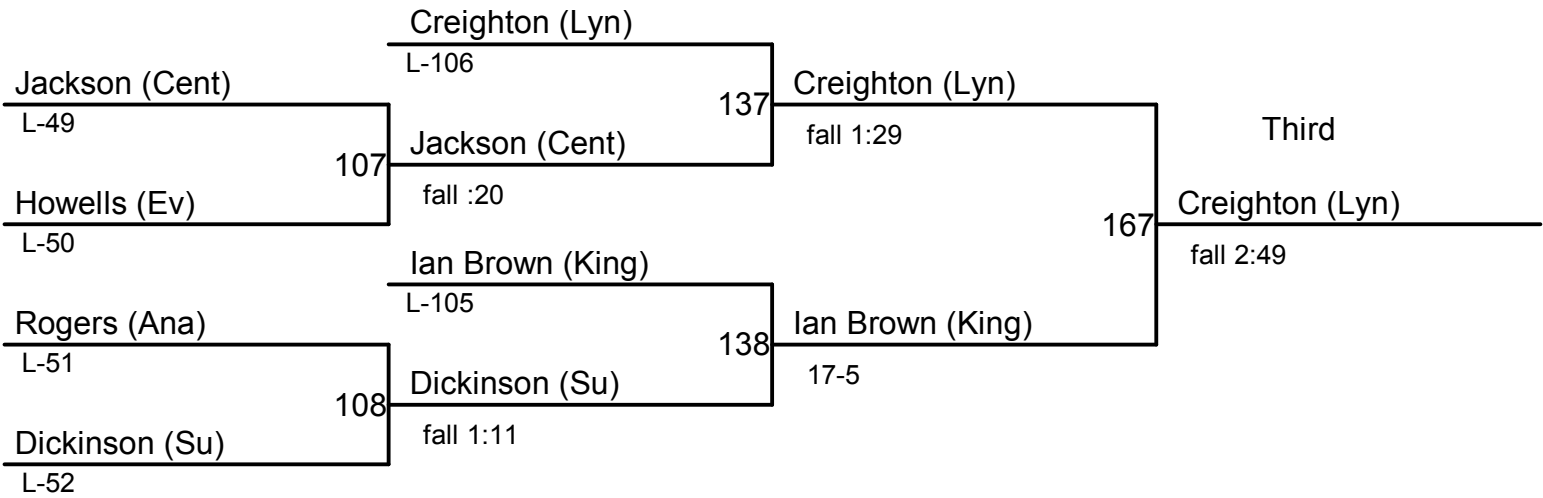 Creighton (Lyn)
L-106
Jackson (Cent)
L-49
137
Creighton (Lyn)
fall 1:29
Third
107
Jackson (Cent)
fall :20
Howells (Ev)
L-50
167
Creighton (Lyn)
fall 2:49
Ian Brown (King)
L-105
Rogers (Ana)
L-51
138
Ian Brown (King)
17-5
108
Dickinson (Su)
fall 1:11
Dickinson (Su)
L-52